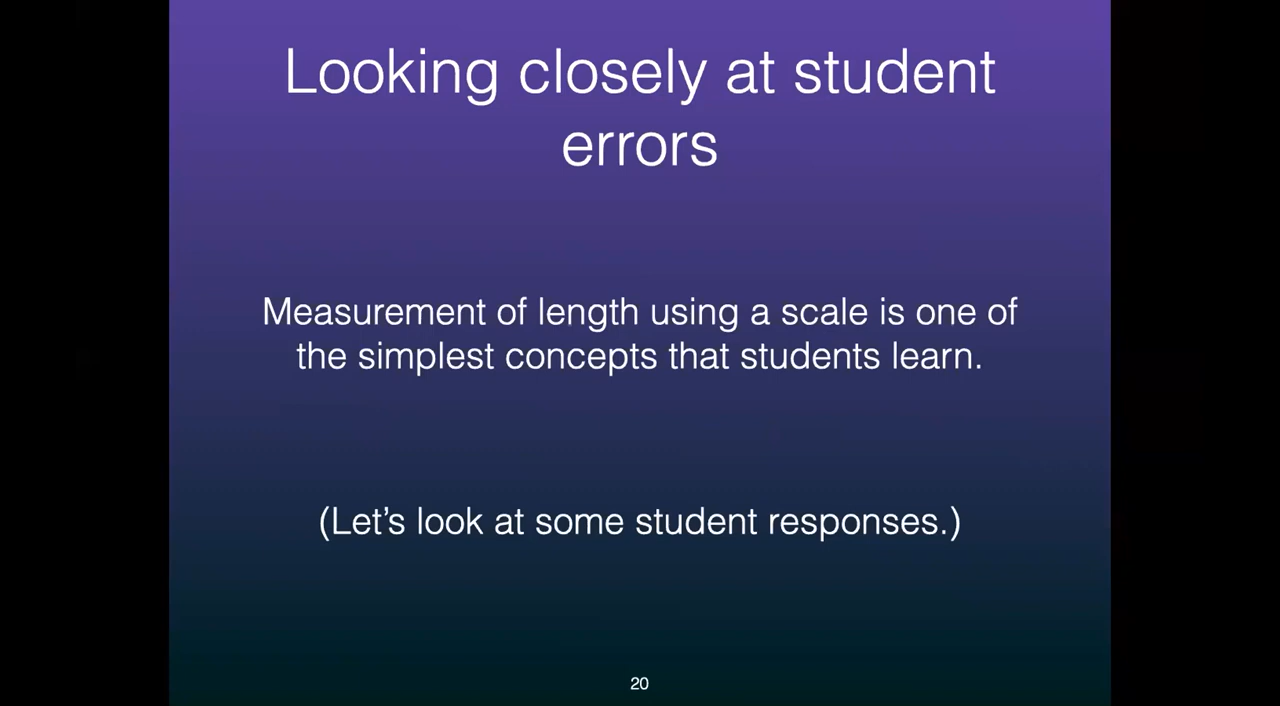 Looking closely at student
errors
Measurement of length using a scale is one of
the simplest concepts that students learn.
(Let’s look at some student responses.)
20